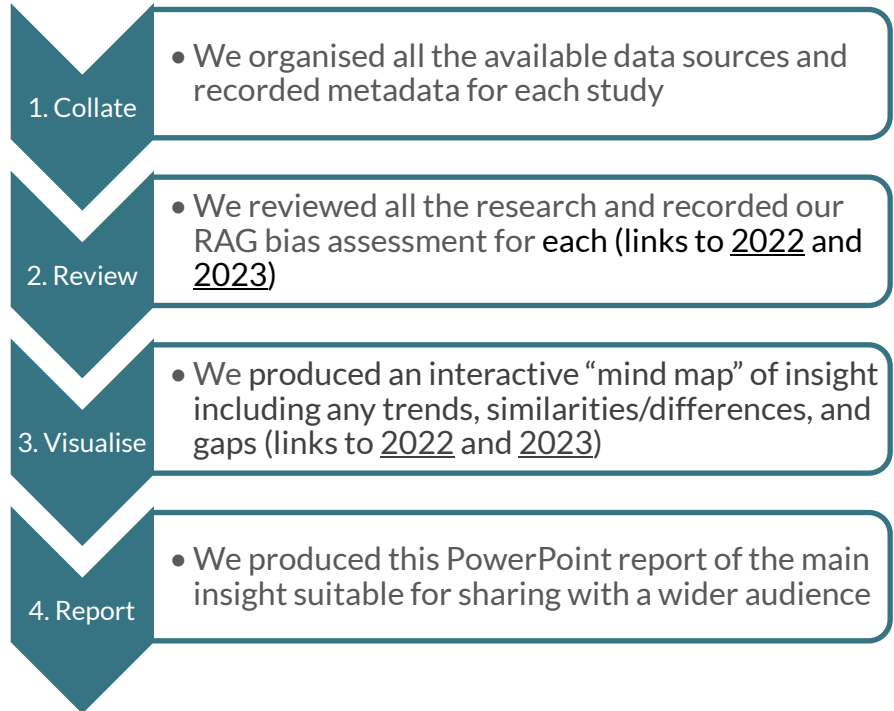 1. Collate
• We organised all the available data sources and
recorded metadata for each study
2. Review
• We reviewed all the research and recorded our
RAG bias assessment for each (links to 2022 and
2023)
3. Visualise
• We produced an interactive “mind map” of insight
including any trends, similarities/differences, and
gaps (links to 2022 and 2023)
4. Report
• We produced this PowerPoint report of the main
insight suitable for sharing with a wider audience